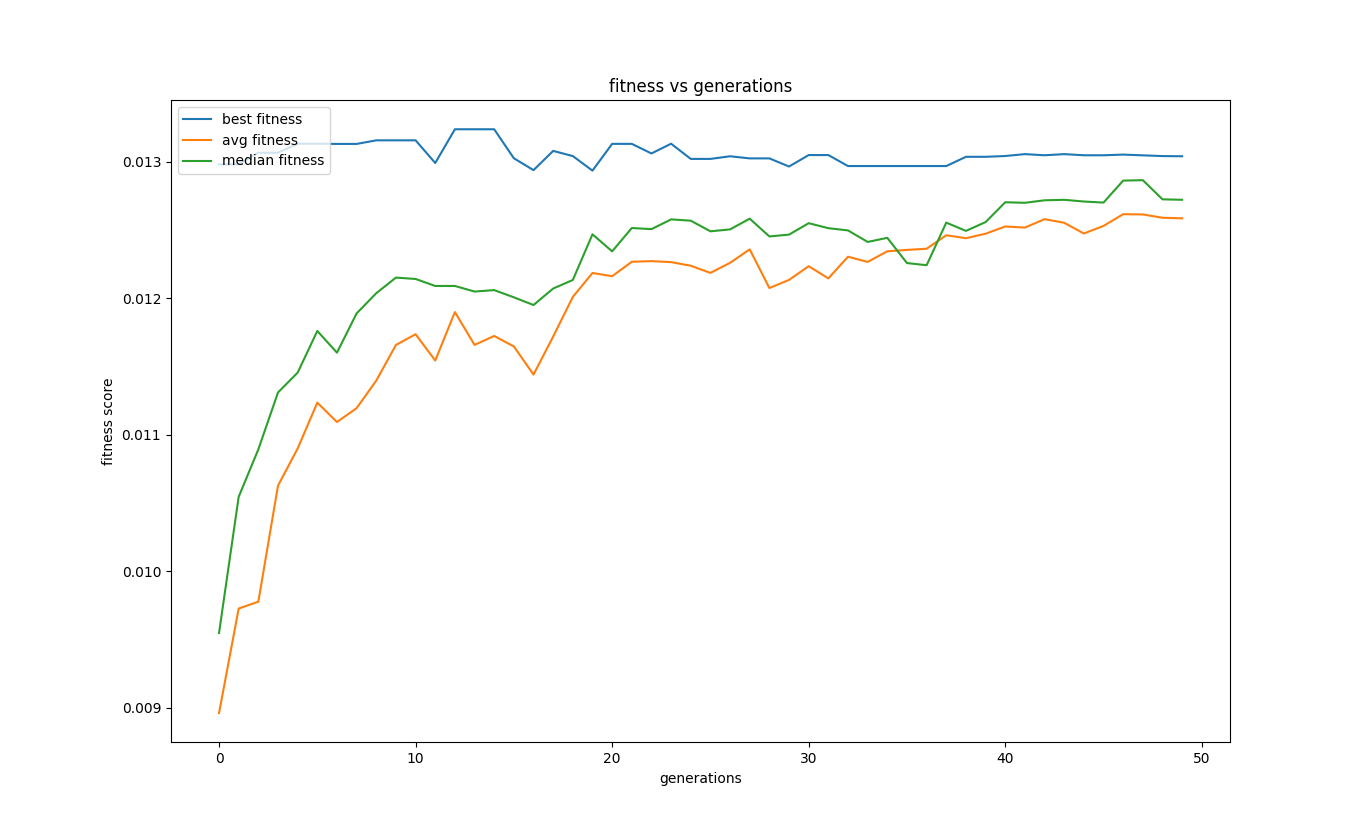 fitness vs generations
best fitness
avg fitness
median fitness
0.013
0.012
0.011
0.010
0.009
fitness score
0 10 20 30 40 50
generations